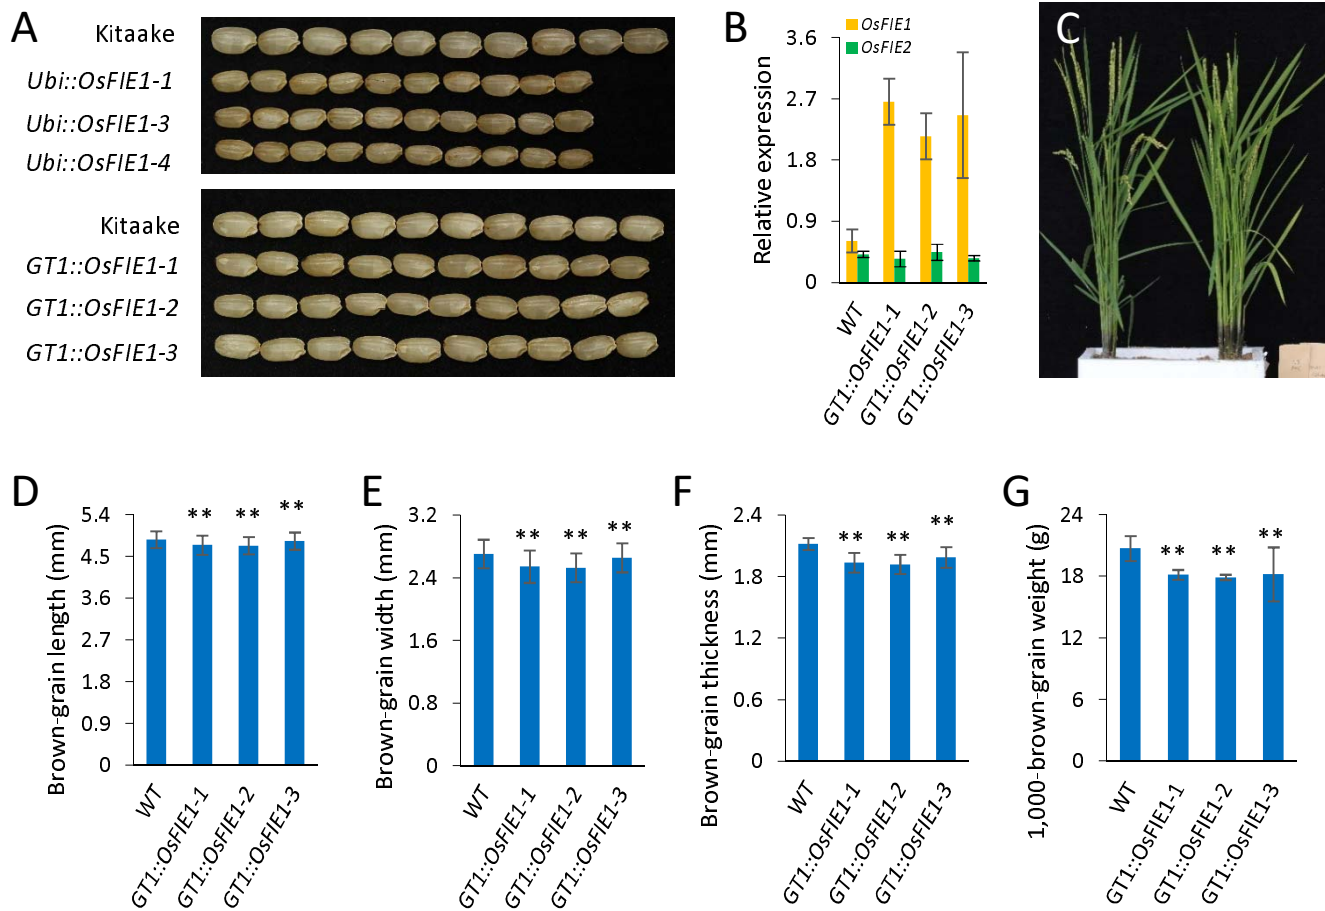 A
Kitaake
Ubi::OsFIE1-1
Ubi::OsFIE1-3
Ubi::OsFIE1-4
Kitaake
GT1::OsFIE1-1
GT1::OsFIE1-2
GT1::OsFIE1-3
B
OsFIE1
OsFIE2
Relative expression
3.6
2.7
1.8
0.9
0
WT
GT1::OsFIE1-1
GT1::OsFIE1-2
GT1::OsFIE1-3
C
D
Brown-grain length (mm)
5.4
4.5
3.6
2.7
1.8
0.9
0
** ** **
WT
GT1::OsFIE1-1
GT1::OsFIE1-2
GT1::OsFIE1-3
E
Brown-grain width (mm)
3.2
2.4
1.6
0.8
0
** ** **
WT
GT1::OsFIE1-1
GT1::OsFIE1-2
GT1::OsFIE1-3
F
Brown-grain thickness (mm)
2.4
1.8
1.2
0.6
0
** ** **
WT
GT1::OsFIE1-1
GT1::OsFIE1-2
GT1::OsFIE1-3
G
1,000-brown-grain weight (g)
24
18
12
6
0
** ** **
WT
GT1::OsFIE1-1
GT1::OsFIE1-2
GT1::OsFIE1-3